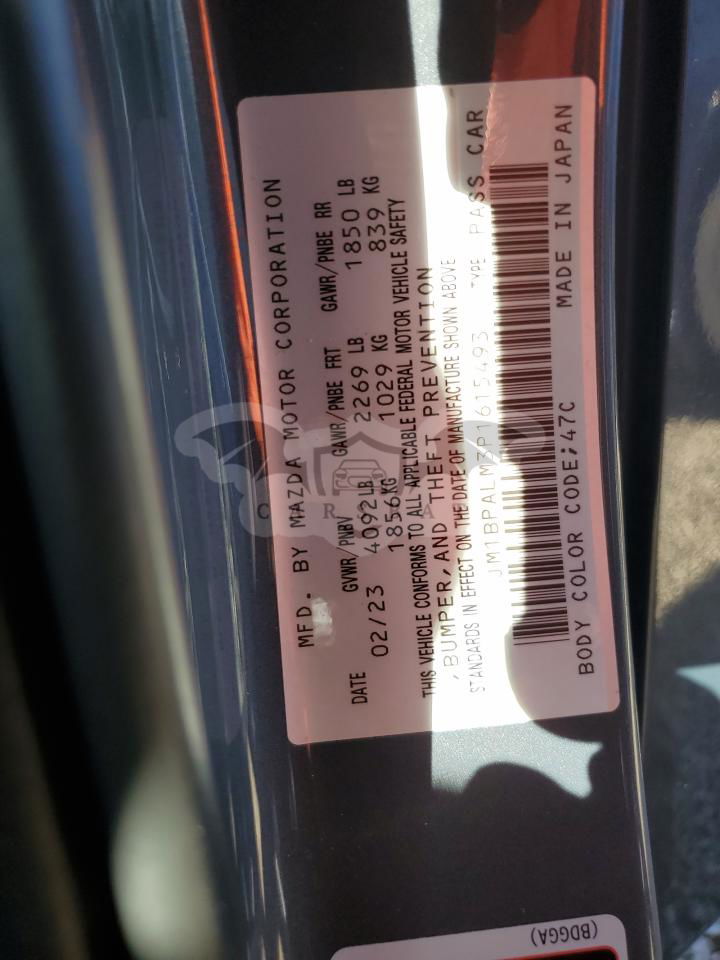 MFD. BY MAZDA MOTOR CORPORATION
DATE GVWR/PNBV GAWR/PNBE FRT GAWR/PNBE RR
02/23 4092LB 2269 LB 1850 LB
1856KG 1029 KG 839 KG
THIS VEHICLE CONFORMS TO ALL APPLICABLE FEDERAL MOTOR VEHICLE SAFETY
,BUMPER,AND THEFT PREVENTION
STANDARDS IN EFFECT ON THE DATE OF MANUFACTURE SHOWN ABOVE
JM1BPALM3P1615493 TYPE PASS CAR
BODY COLOR CODE;47C MADE IN JAPAN
(BDGGA)